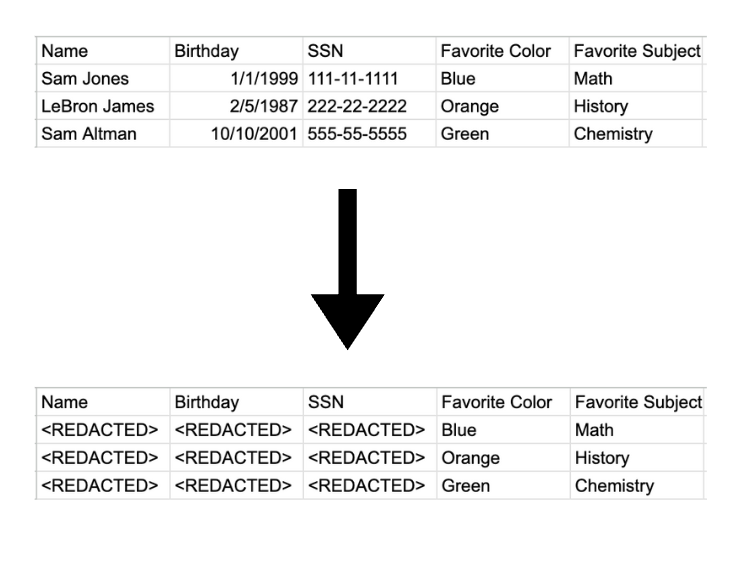 Name Birthday SSN Favorite Color Favorite Subject
Sam Jones 1/1/1999 111-11-1111 Blue Math
LeBron James 2/5/1987 222-22-2222 Orange History
Sam Altman 10/10/2001 555-55-5555 Green Chemistry
Name Birthday SSN Favorite Color Favorite Subject
<REDACTED> <REDACTED> <REDACTED> Blue Math
<REDACTED> <REDACTED> <REDACTED> Orange History
<REDACTED> <REDACTED> <REDACTED> Green Chemistry